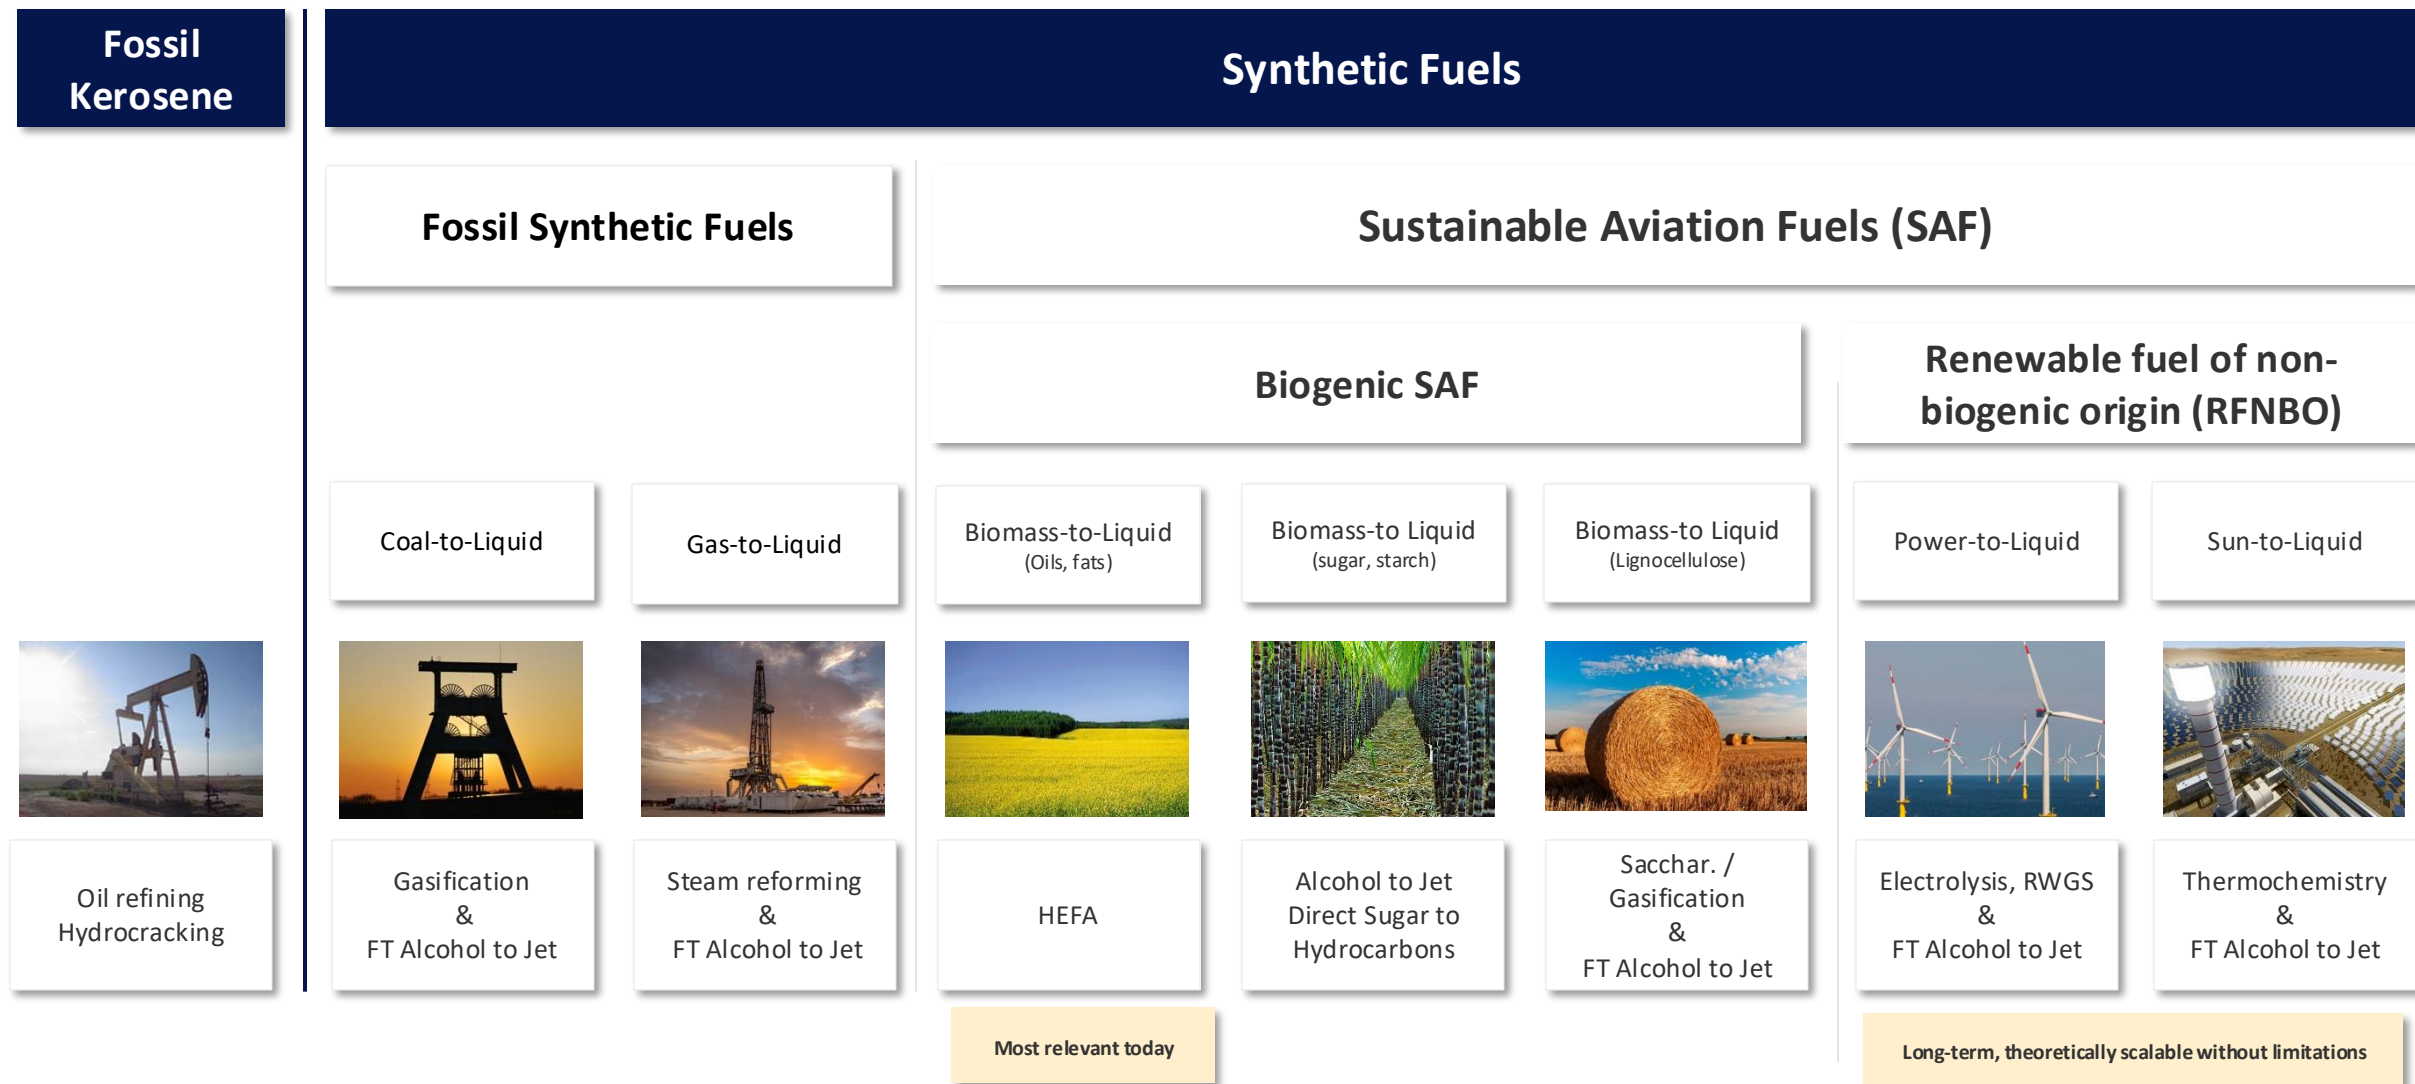 Fossil
Kerosene
Synthetic Fuels
Fossil Synthetic Fuels
Sustainable Aviation Fuels (SAF)
Biogenic SAF
Renewable fuel of non-
biogenic origin (RFNBO)
Coal-to-Liquid
Gas-to-Liquid
Biomass-to-Liquid
(Oils, fats)
Biomass-to Liquid
(sugar, starch)
Biomass-to Liquid
(Lignocellulose)
Power-to-Liquid
Sun-to-Liquid
Oil refining
Hydrocracking
Gasification
&
FT Alcohol to Jet
Steam reforming
&
FT Alcohol to Jet
HEFA
Alcohol to Jet
Direct Sugar to
Hydrocarbons
Sacchar. /
Gasification
&
FT Alcohol to Jet
Electrolysis, RWGS
&
FT Alcohol to Jet
Thermochemistry
&
FT Alcohol to Jet
Most relevant today
Long-term, theoretically scalable without limitations